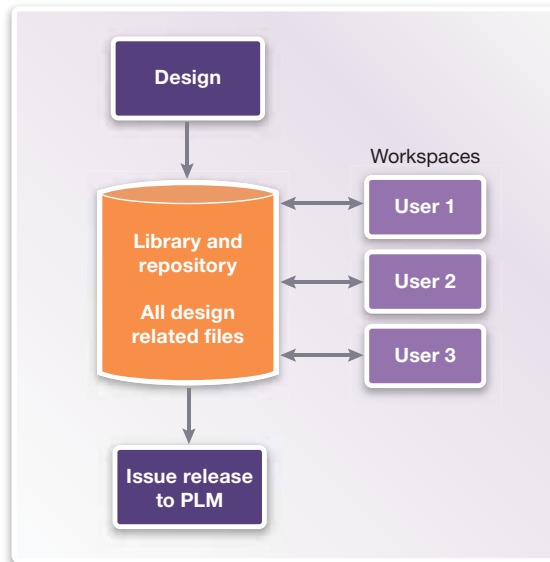 Design
Workspaces
User 1
Library and
repository
All design
related files
User 2
User 3
Issue release
to PLM